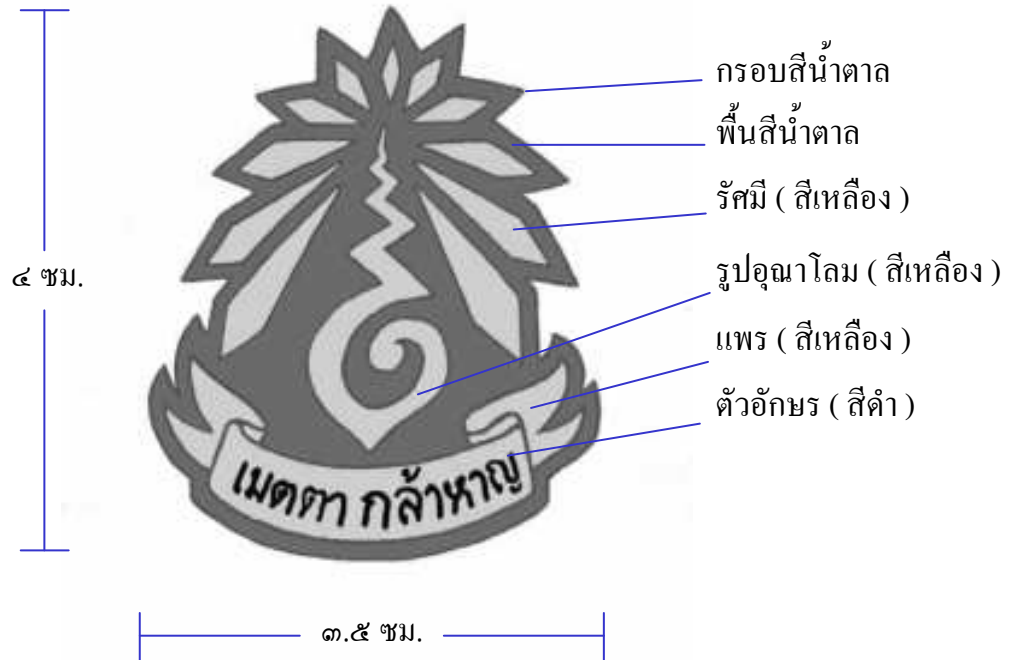 กรอบสีน้ำตาล
พื้นสีน้ำตาล
รัศมี ( สีเหลือง )
๔ ซม.
รูปอุณาโลม ( สีเหลือง )
แพร ( สีเหลือง )
ตัวอักษร ( สีดำ )
เมตตา กล้าหาญ
๓.๕ ซม.